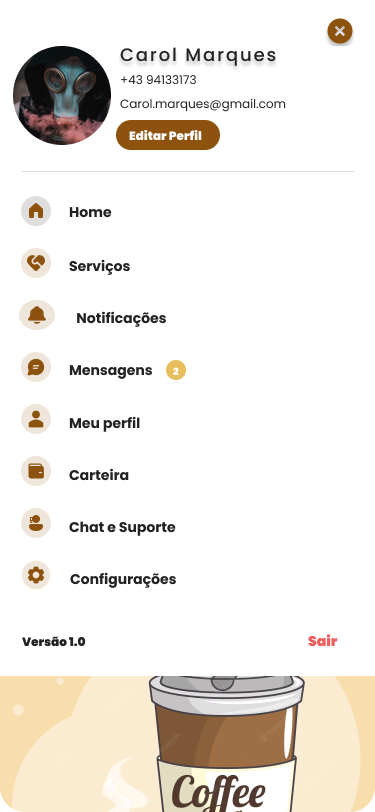 Carol Marques
+43 94133173
Carol.marques@gmail.com
Editar Perfil
Home
Serviços
Notificações
Mensagens 2
Meu perfil
Carteira
Chat e Suporte
Configurações
Versão 1.0 Sair
Coffee